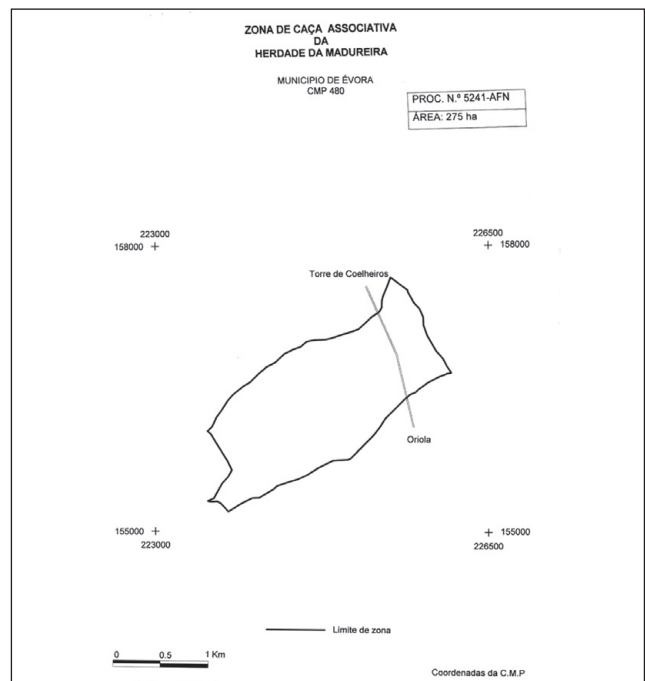 ZONA DE CAÇA ASSOCIATIVA
DA
HERDADE DA MADUREIRA
MUNICIPIO DE ÉVORA
CMP 480
PROC. N.º 5241-AFN
ÁREA: 275 ha
223000
158000
226500
158000
Torre de Coelheiros
Oriola
155000
223000
155000
226500
Limite de zona
0 0.5 1 Km
Coordenadas da C.M.P